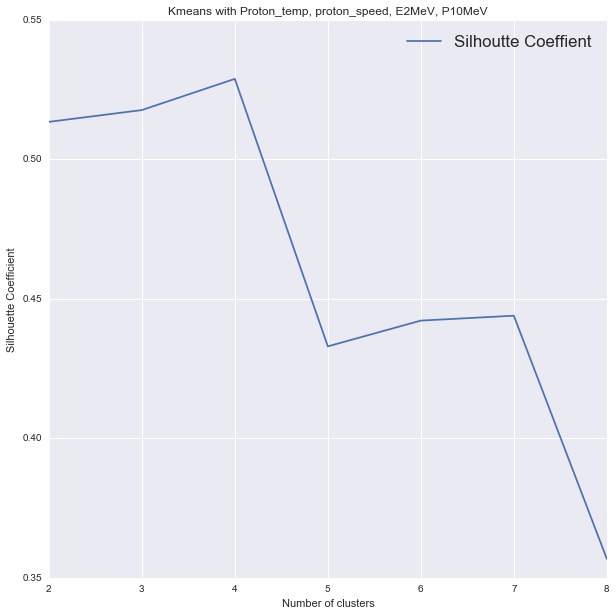 Kmeans with Proton_temp, proton_speed, E2MeV, P10MeV
Silhoutte Coeffient
0.55
0.50
0.45
0.40
0.35
Silhouette Coefficient
2 3 4 5 6 7 8
Number of clusters